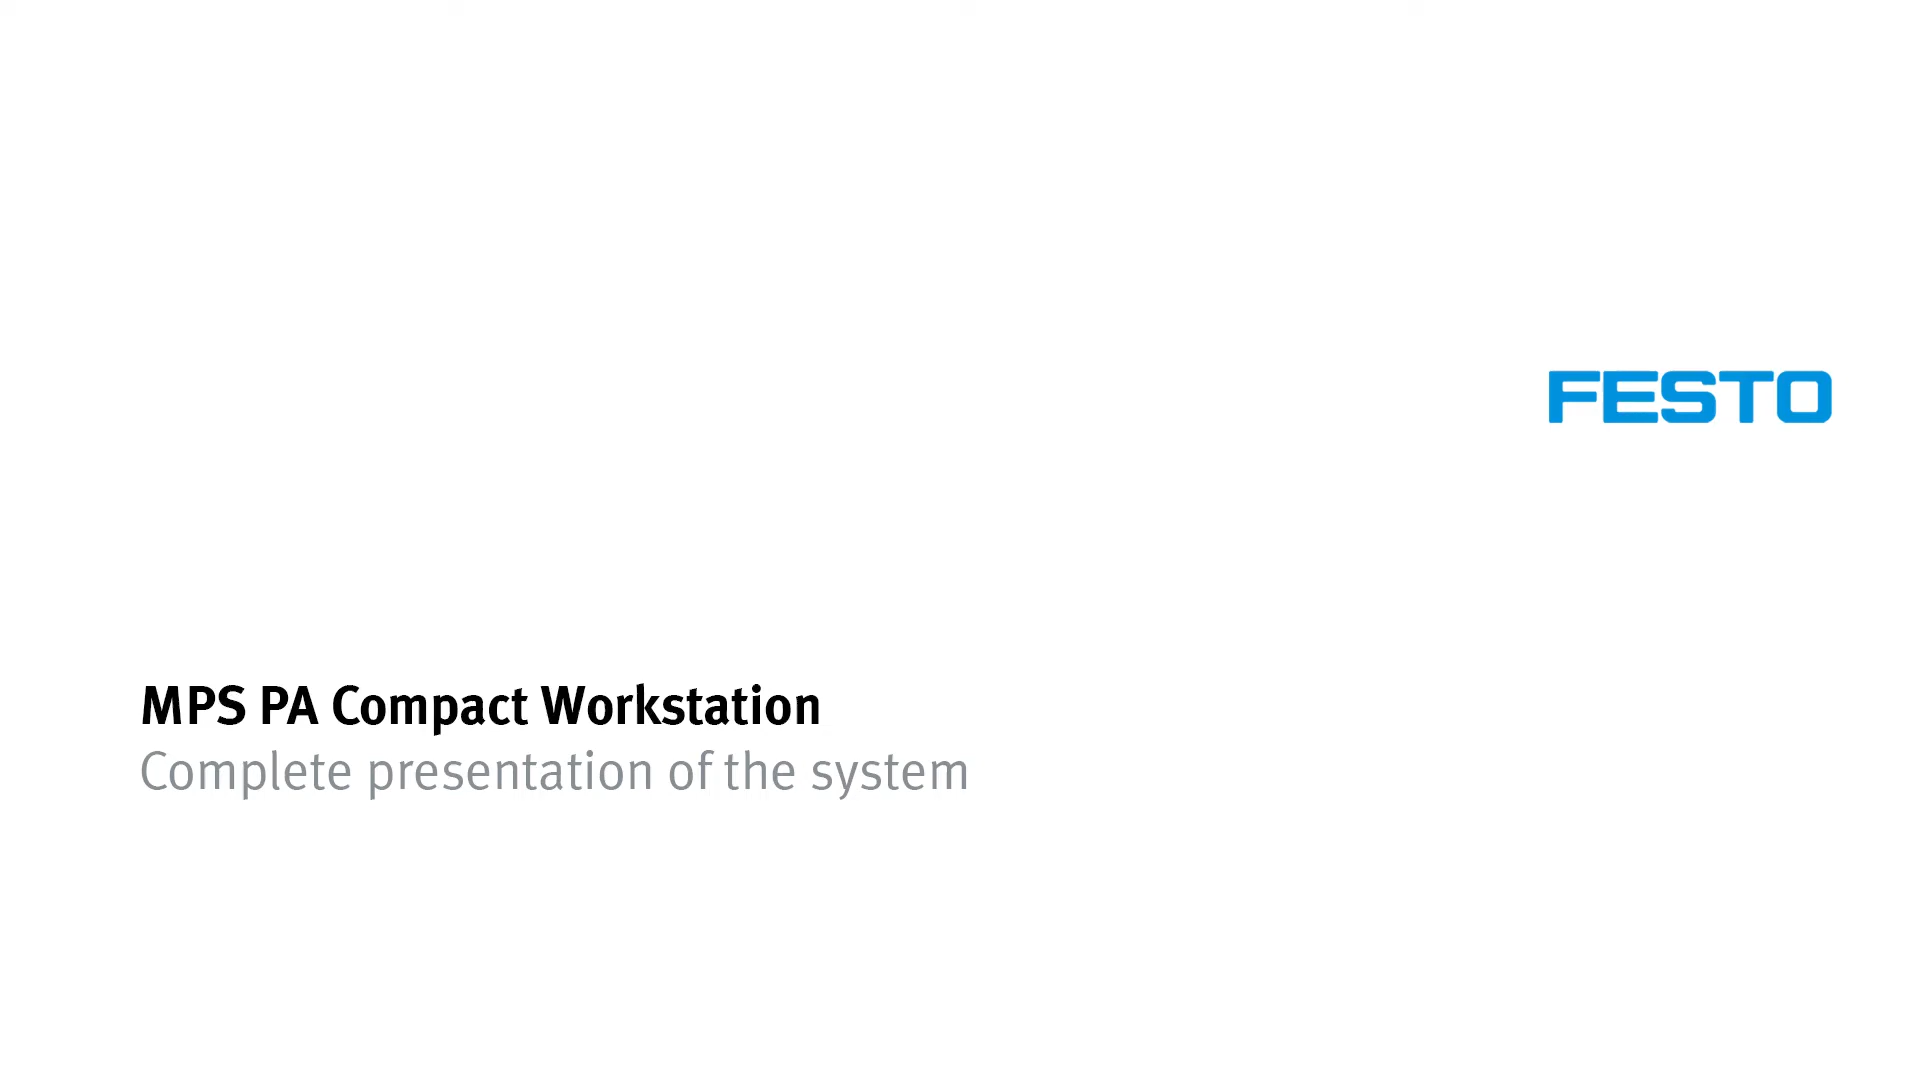 FESTO
MPS PA Compact Workstation
Complete presentation of the system